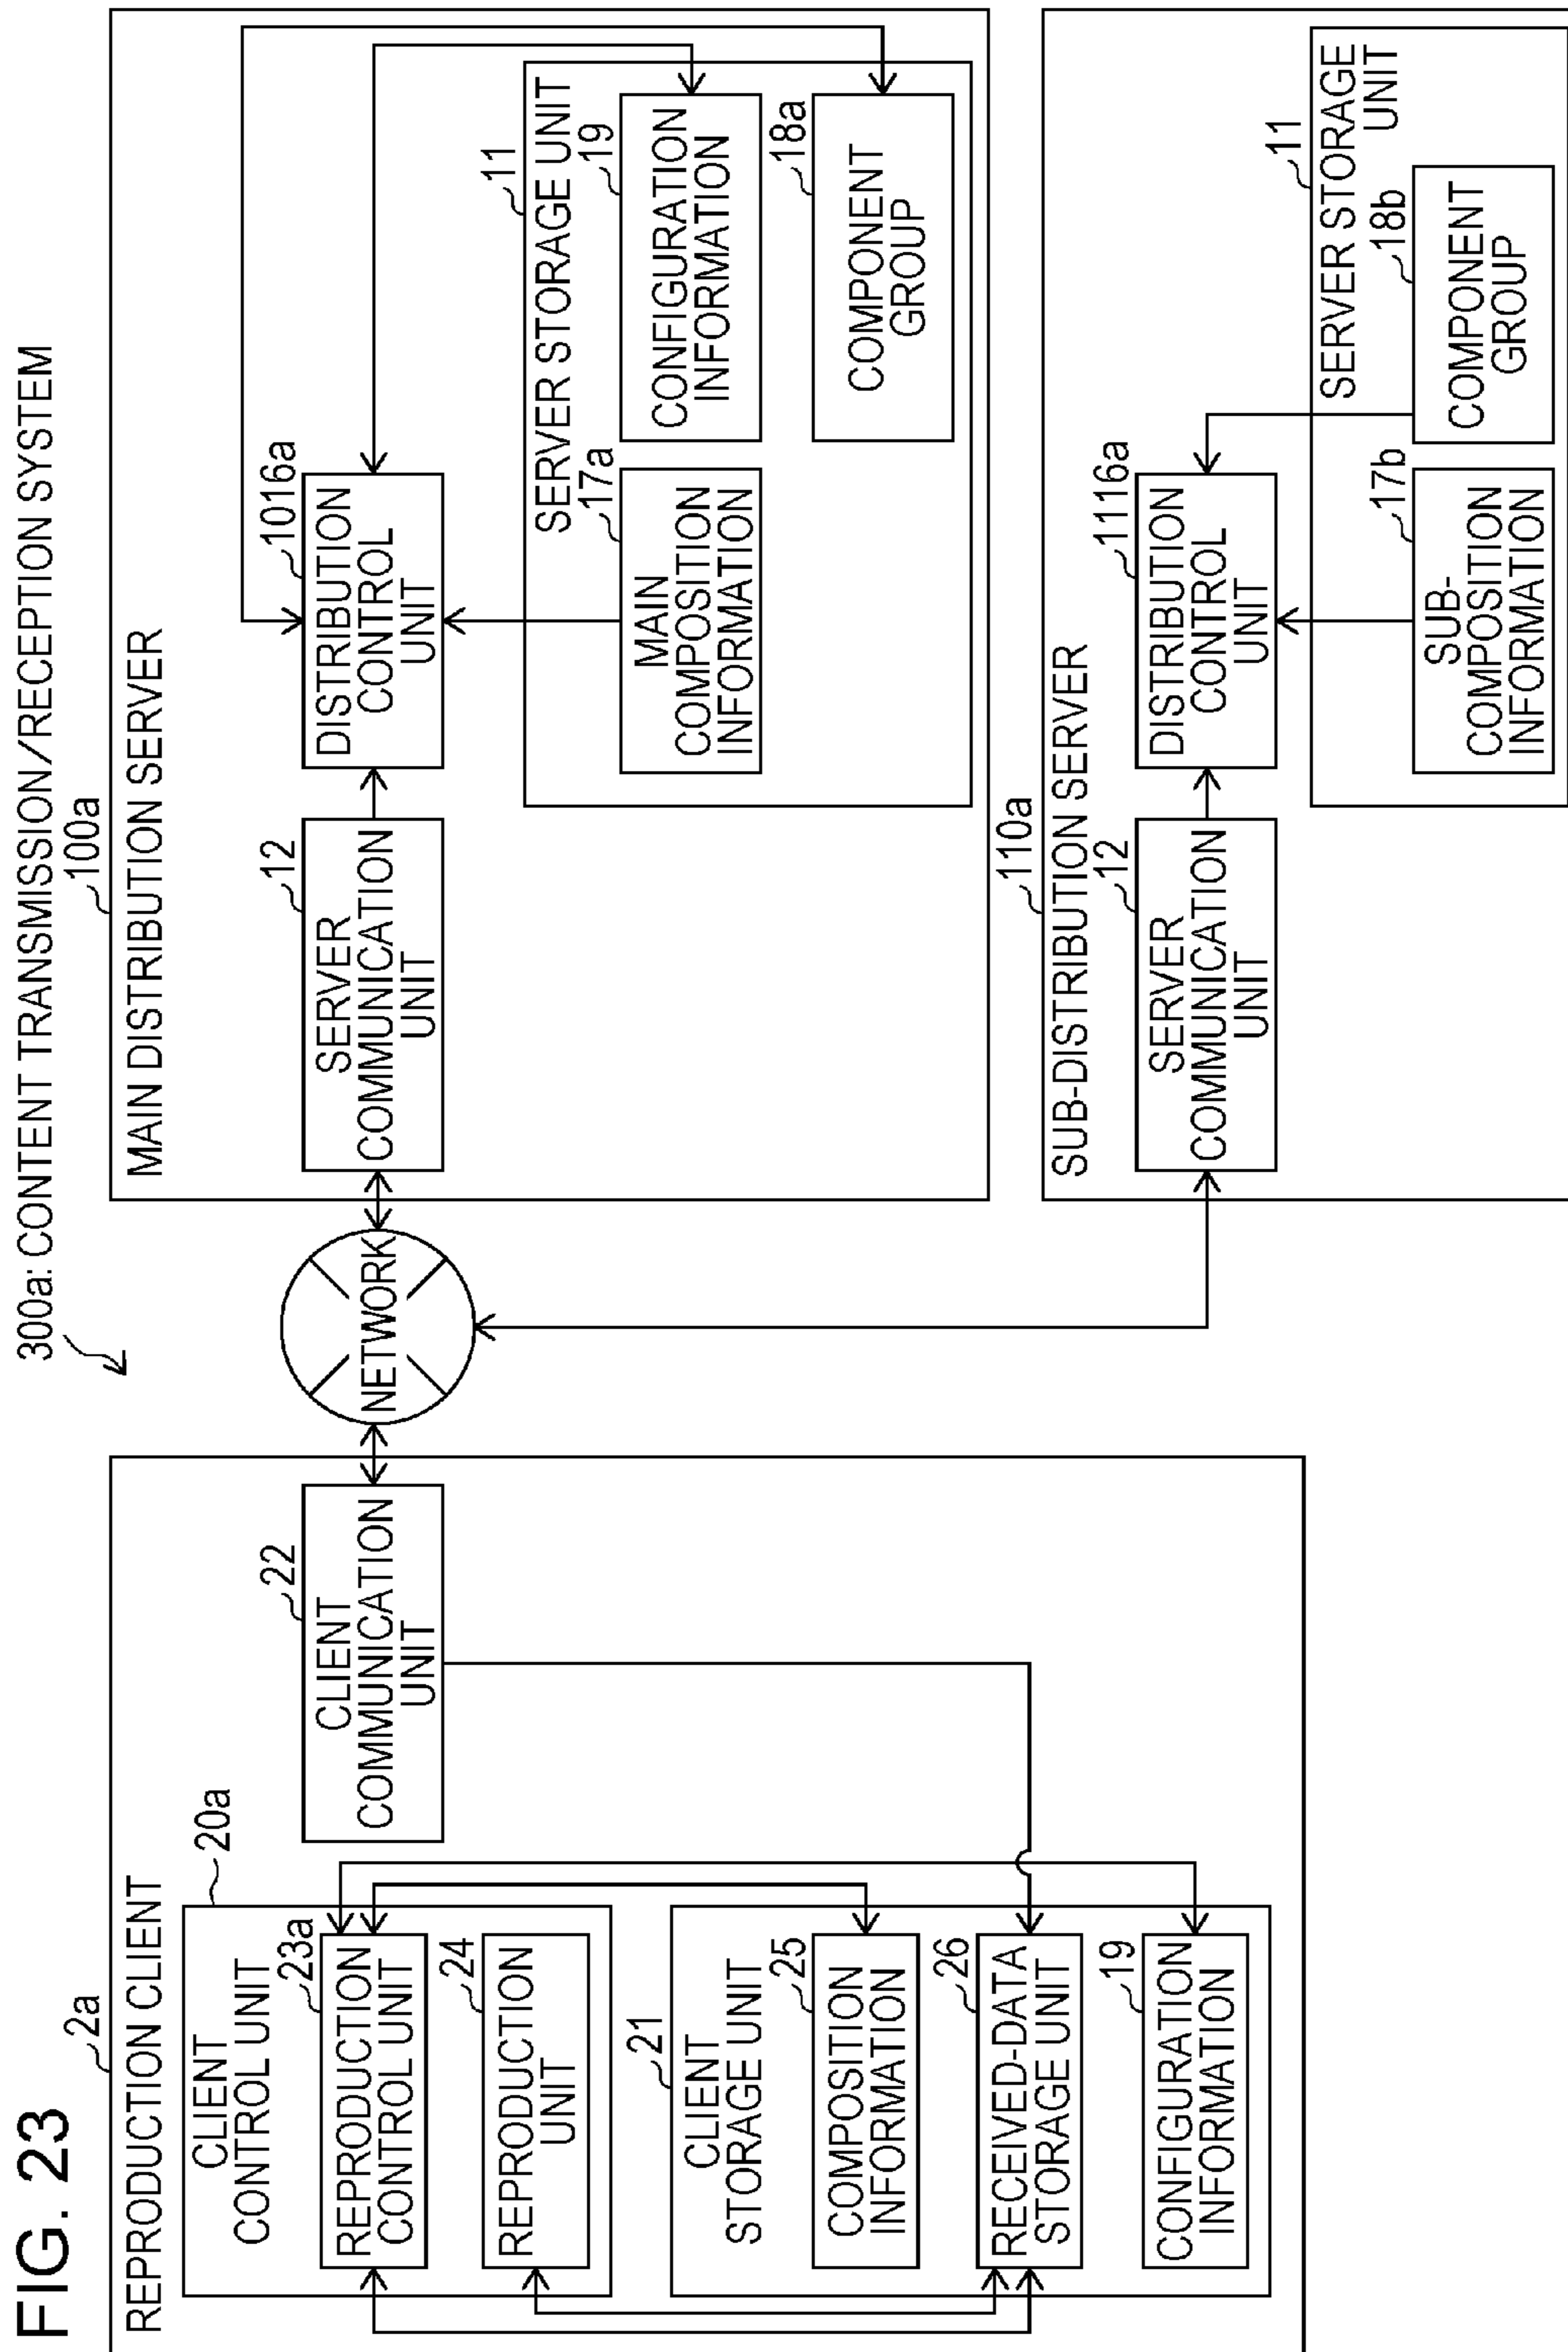 FIG. 23
300a: CONTENT TRANSMISSION/RECEPTION SYSTEM
2a
REPRODUCTION CLIENT
20a
CLIENT
CONTROL UNIT
23a
REPRODUCTION
CONTROL UNIT
24
REPRODUCTION
UNIT
21
CLIENT
STORAGE UNIT
25
COMPOSITION
INFORMATION
26
RECEIVED-DATA
STORAGE UNIT
19
CONFIGURATION
INFORMATION
22
CLIENT
COMMUNICATION
UNIT
NETWORK
100a
MAIN DISTRIBUTION SERVER
12
SERVER
COMMUNICATION
UNIT
1016a
DISTRIBUTION
CONTROL
UNIT
11
SERVER STORAGE UNIT
17a
MAIN
COMPOSITION
INFORMATION
19
CONFIGURATION
INFORMATION
18a
COMPONENT
GROUP
110a
SUB-DISTRIBUTION SERVER
12
SERVER
COMMUNICATION
UNIT
1116a
DISTRIBUTION
CONTROL
UNIT
11
SERVER STORAGE
UNIT
17b
SUB-
COMPOSITION
INFORMATION
18b
COMPONENT
GROUP